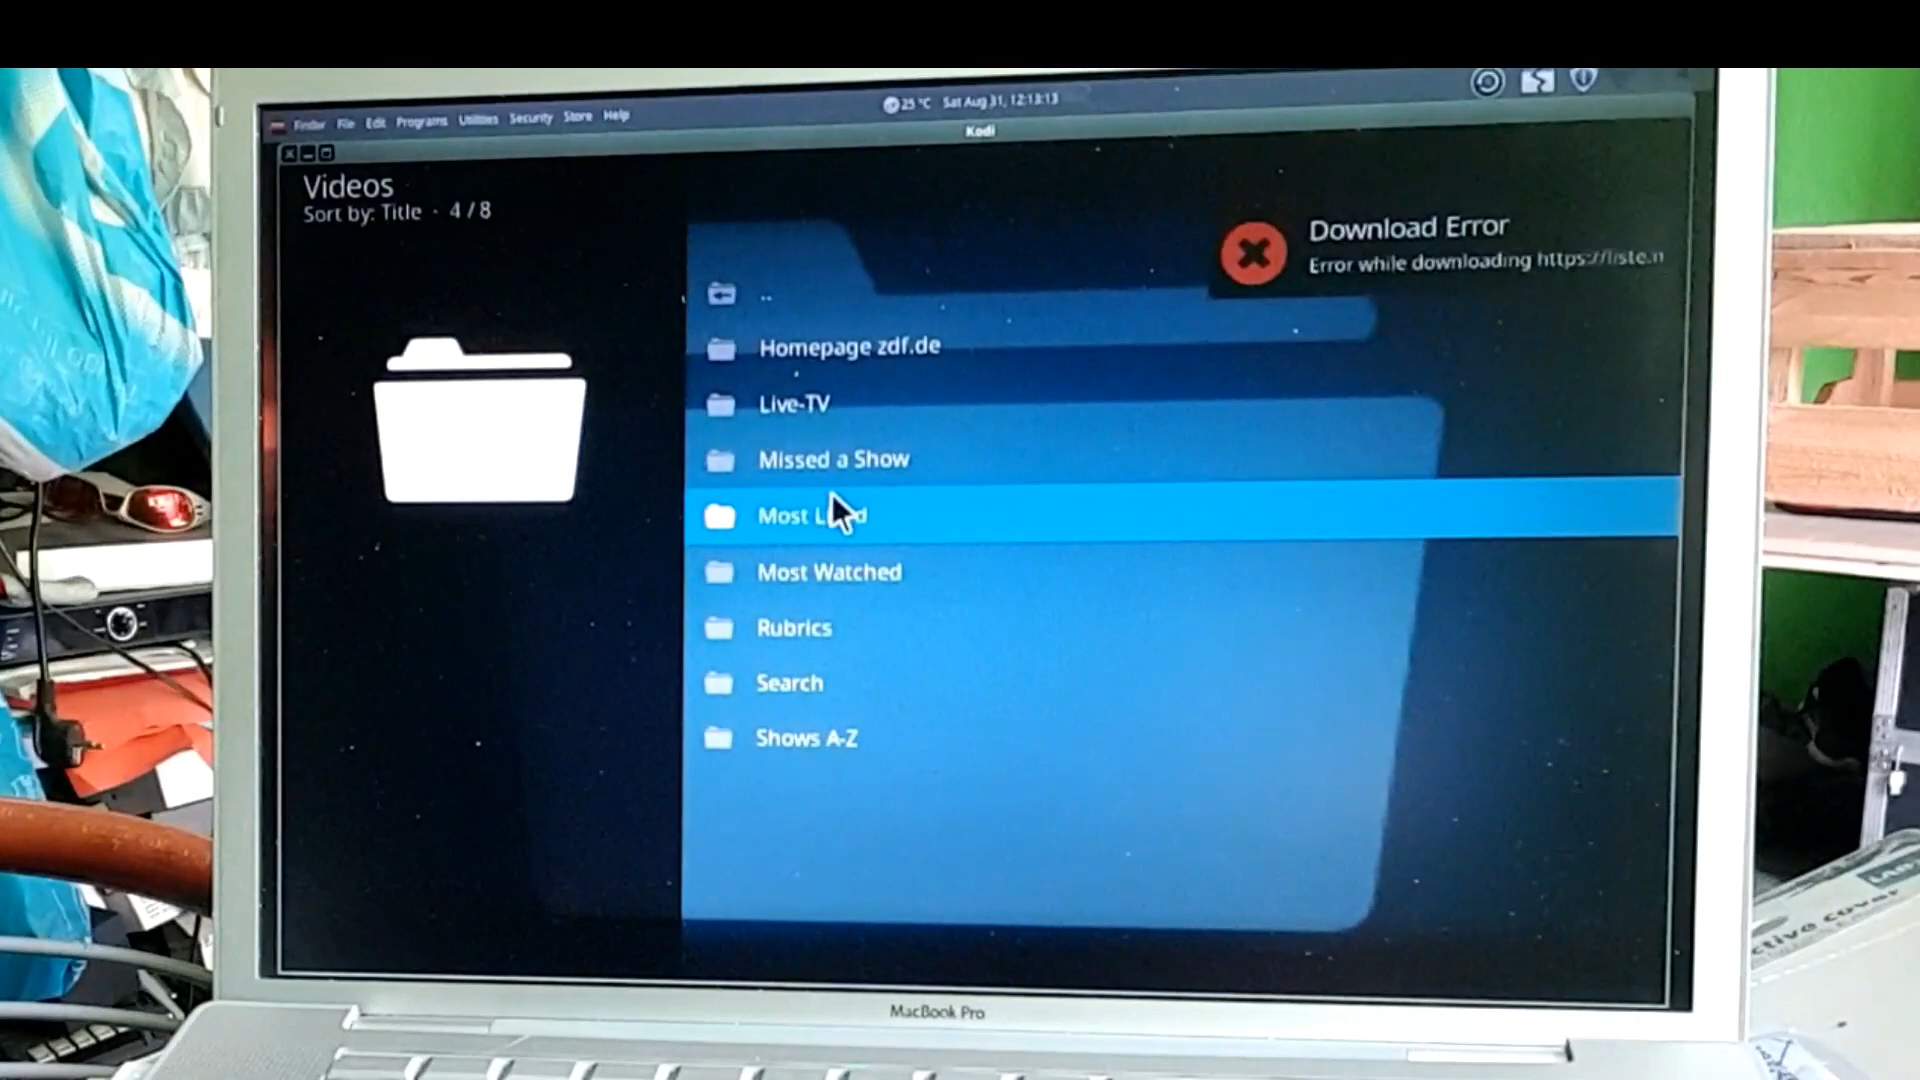 Finder File Edit Programs Utilities Security Store Help
25 °C Sat Aug 31, 12:13:13
Kodi
Videos
Sort by: Title · 4 / 8
Download Error
Error while downloading https://liste.n
..
Homepage zdf.de
Live-TV
Missed a Show
Most
Most Watched
Rubrics
Search
Shows A-Z
MacBook Pro
ctive cover